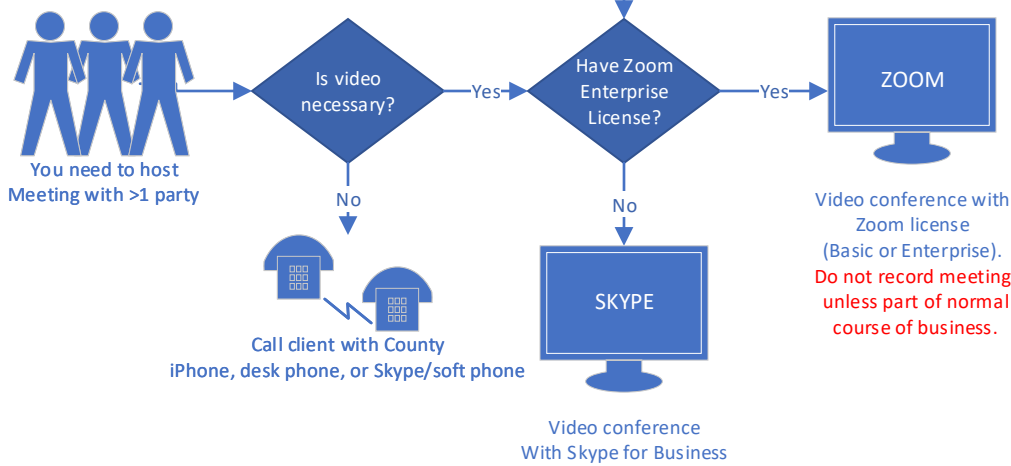 Is video
necessary?
Yes
Have Zoom
Enterprise
License?
Yes
ZOOM
You need to host
Meeting with >1 party
No
No
Video conference with
Zoom license
(Basic or Enterprise).
Do not record meeting
unless part of normal
course of business.
SKYPE
Call client with County
iPhone, desk phone, or Skype/soft phone
Video conference
With Skype for Business